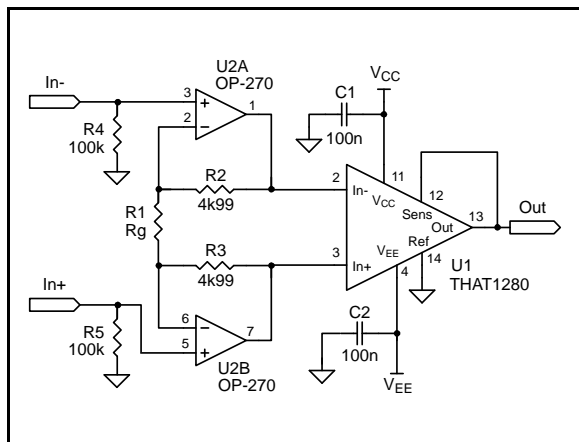 U2A
OP-270
In-
3
2
1
R4
100k
C1
100n
VCC
R2
4k99
R1
Rg
R3
4k99
2
In-
VCC
11
12
Sens
Out
13
Out
3
In+
VEE
Ref
4
14
U1
THAT1280
In+
R5
100k
6
5
7
U2B
OP-270
C2
100n
VEE